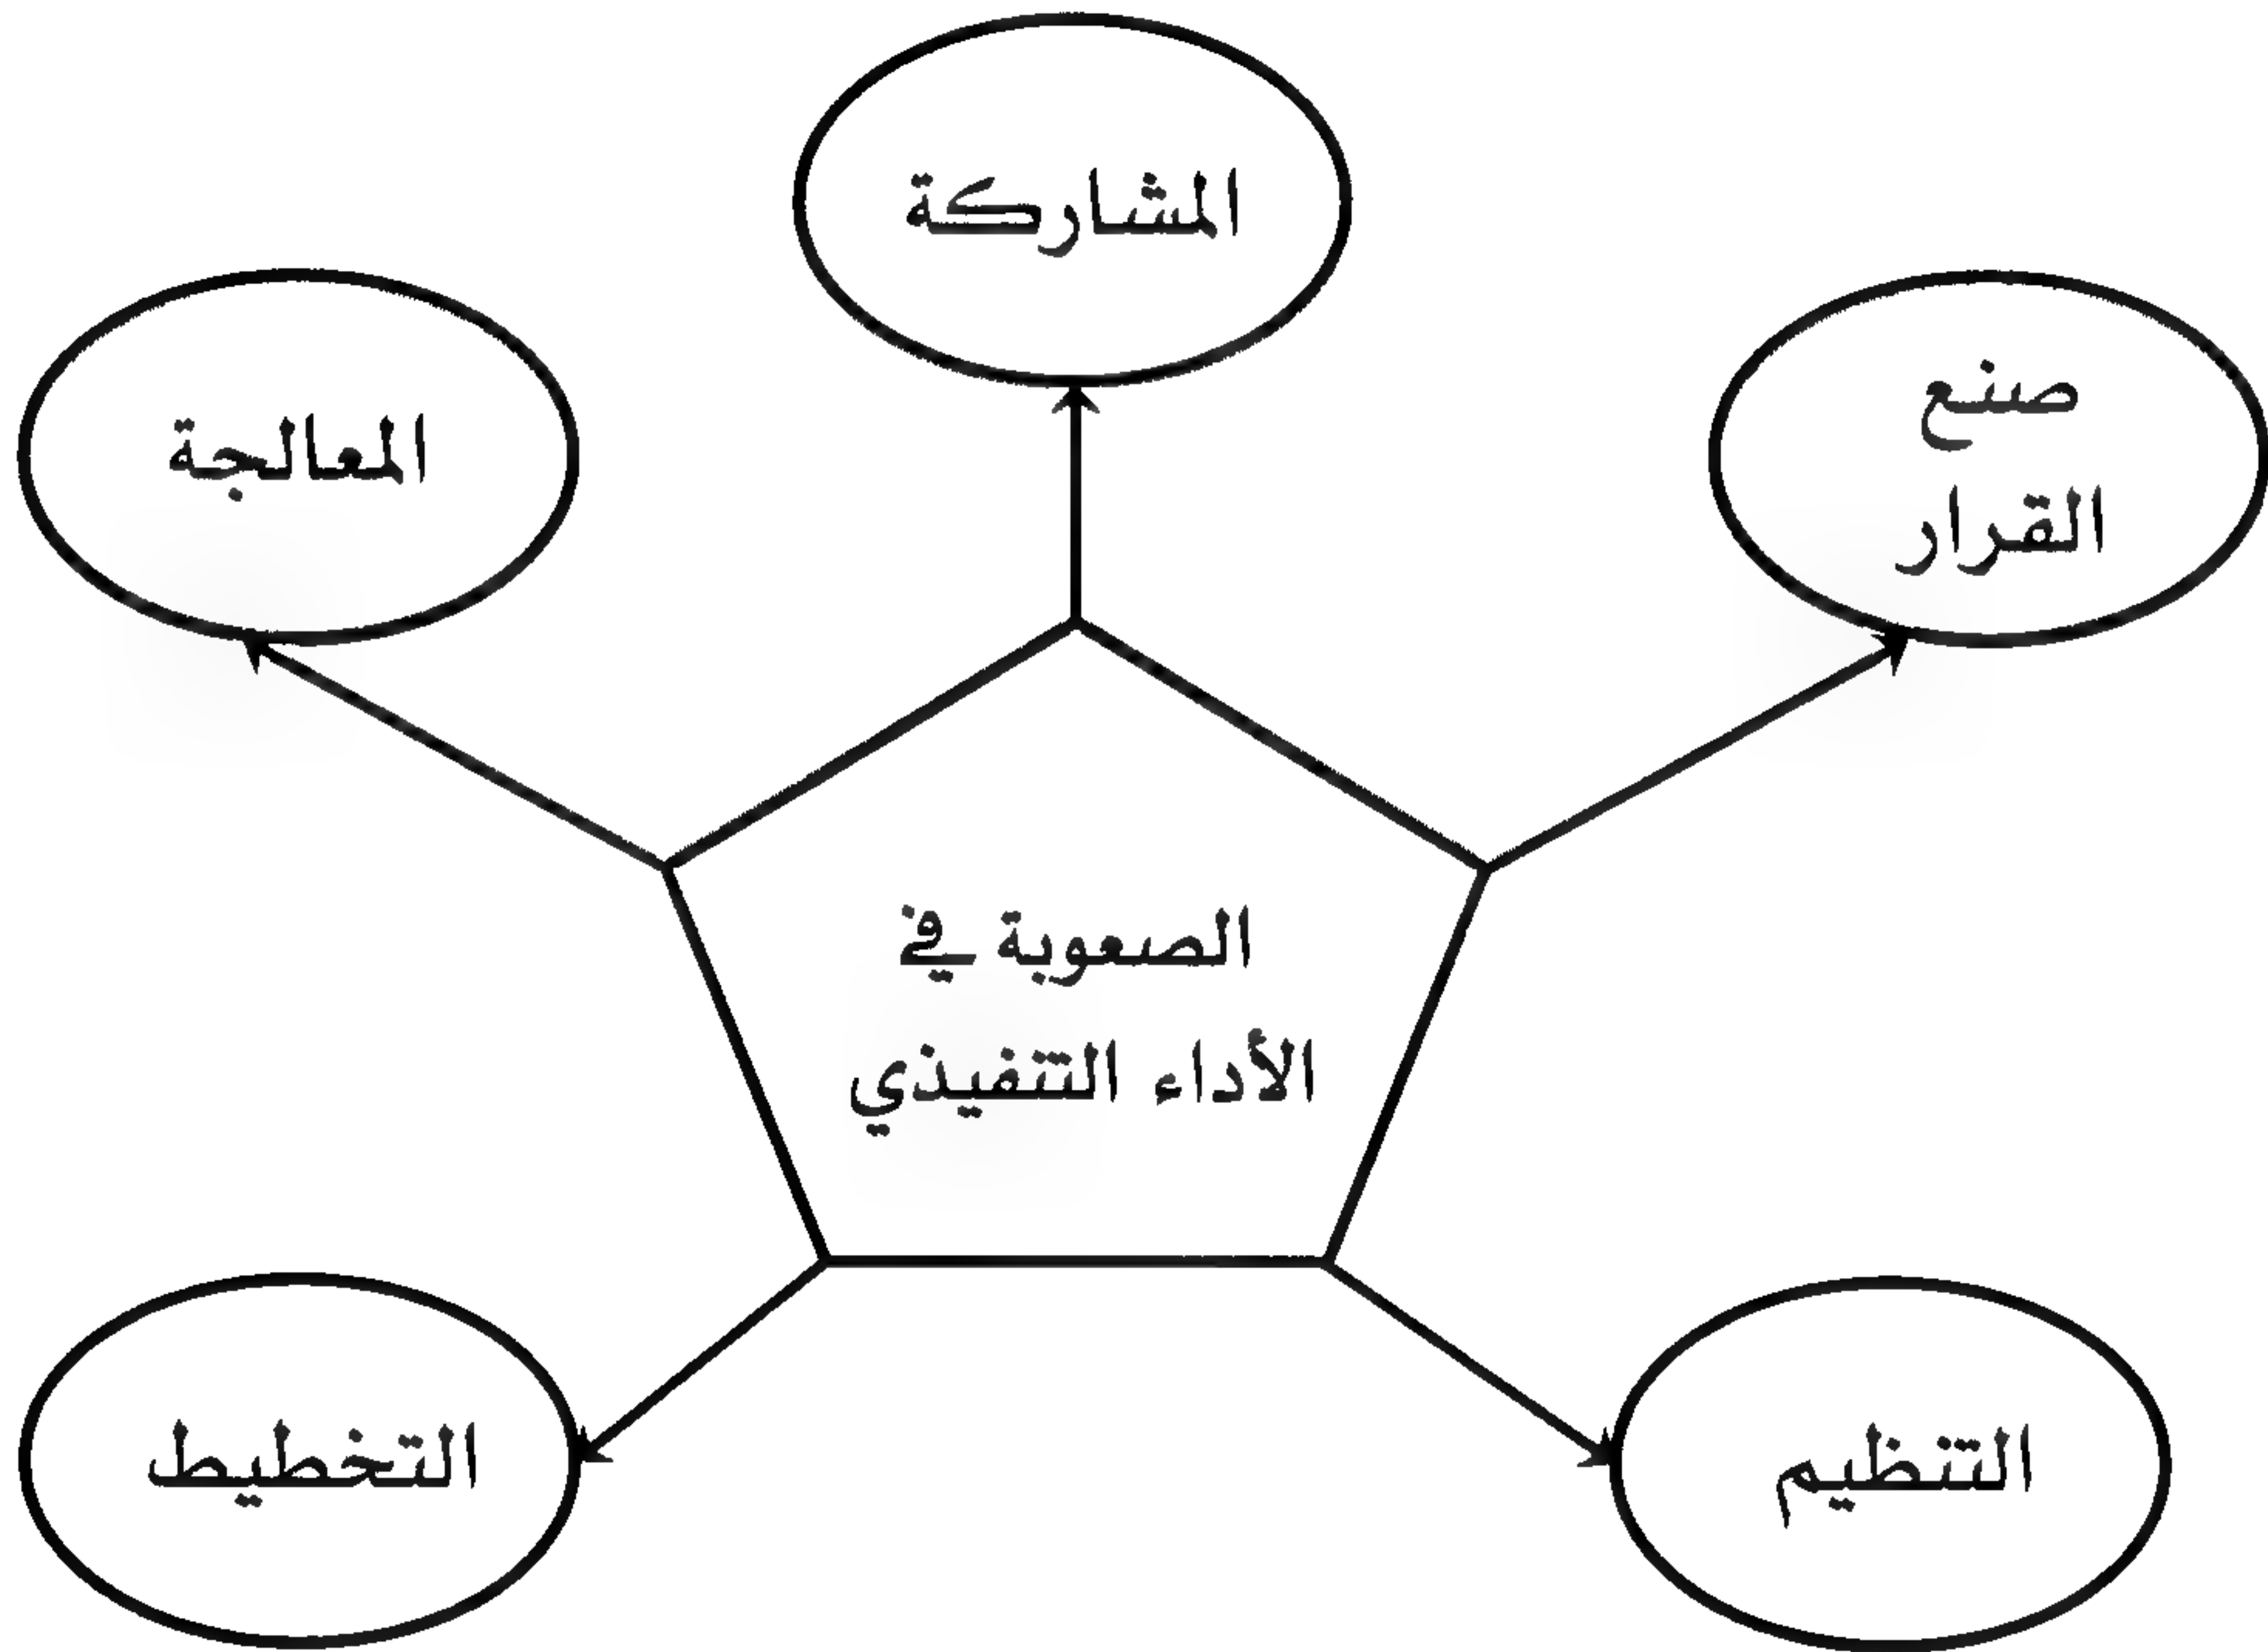 المشاركة
المعالجة
صنع
القرار
الصعوبة في
الأداء التنفيذي
التخطيط
التنظيم